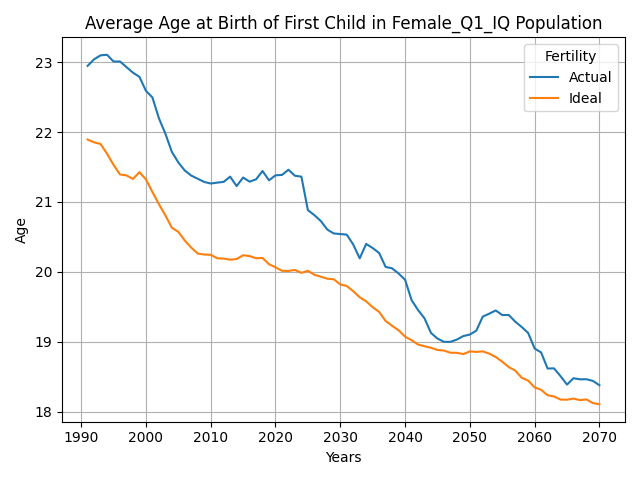 Average Age at Birth of First Child in Female_Q1_IQ Population
Fertility
Actual
Ideal
Age
23
22
21
20
19
18
1990 2000 2010 2020 2030 2040 2050 2060 2070
Years